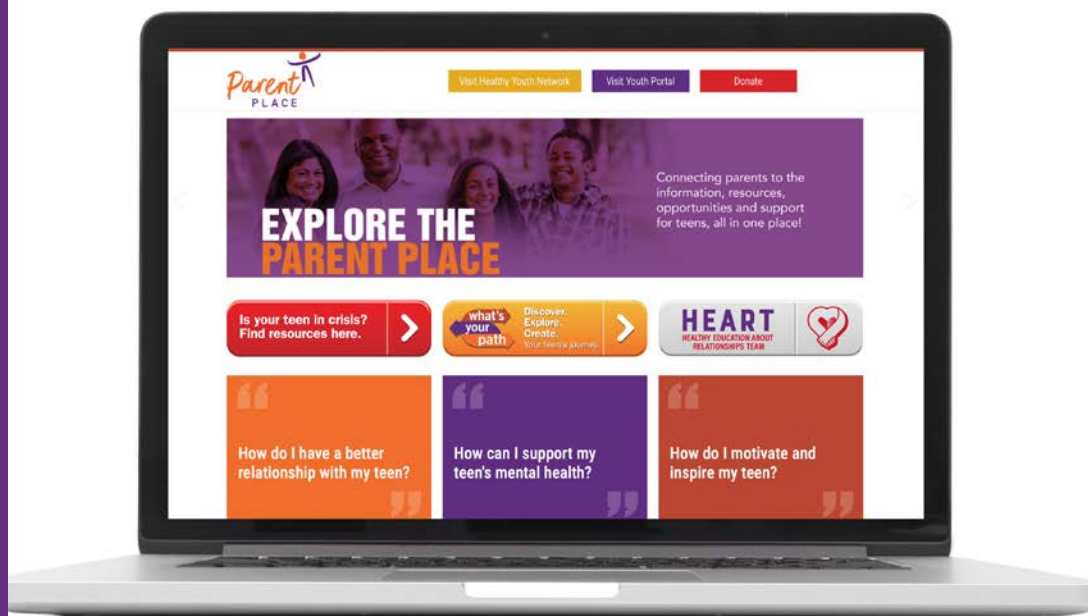 Parent
PLACE
Visit Healthy Youth Network
Visit Youth Portal
Donate
EXPLORE THE
PARENT PLACE
Connecting parents to the
information, resources,
opportunities and support
for teens, all in one place!
Is your teen in crisis?
Find resources here.
what's
your
path
Discover.
Explore.
Create.
Your teen's journey.
HEART
HEALTHY EDUCATION ABOUT
RELATIONSHIPS TEAM
How do I have a better
relationship with my teen?
How can I support my
teen's mental health?
How do I motivate and
inspire my teen?